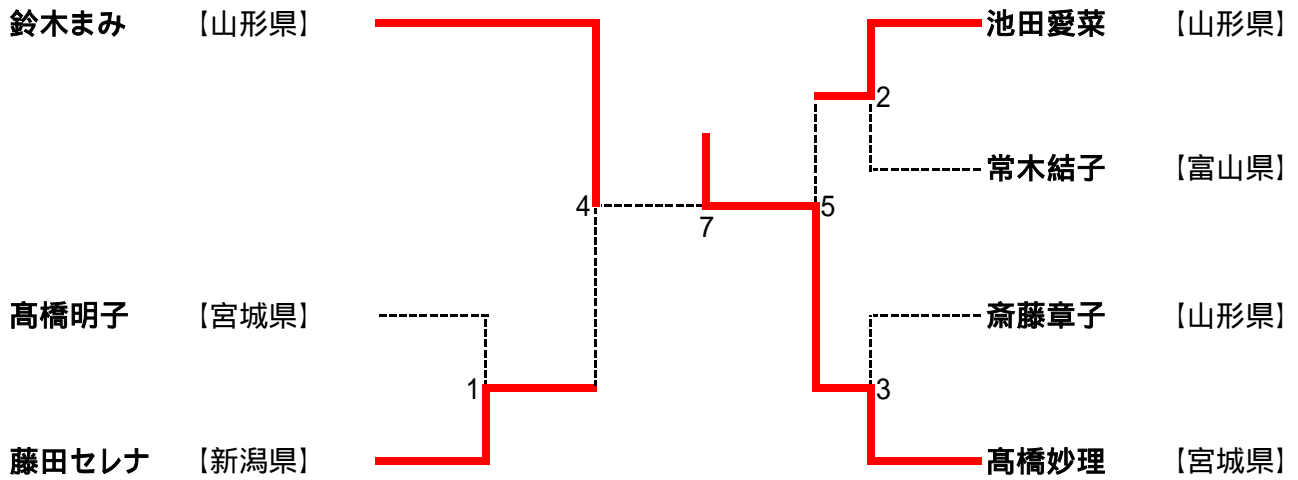 鈴木まみ 【山形県】 池田愛菜 【山形県】
2
常木結子 【富山県】
4 5
7
髙橋明子 【宮城県】 斎藤章子 【山形県】
1 3
藤田セレナ 【新潟県】 髙橋妙理 【宮城県】